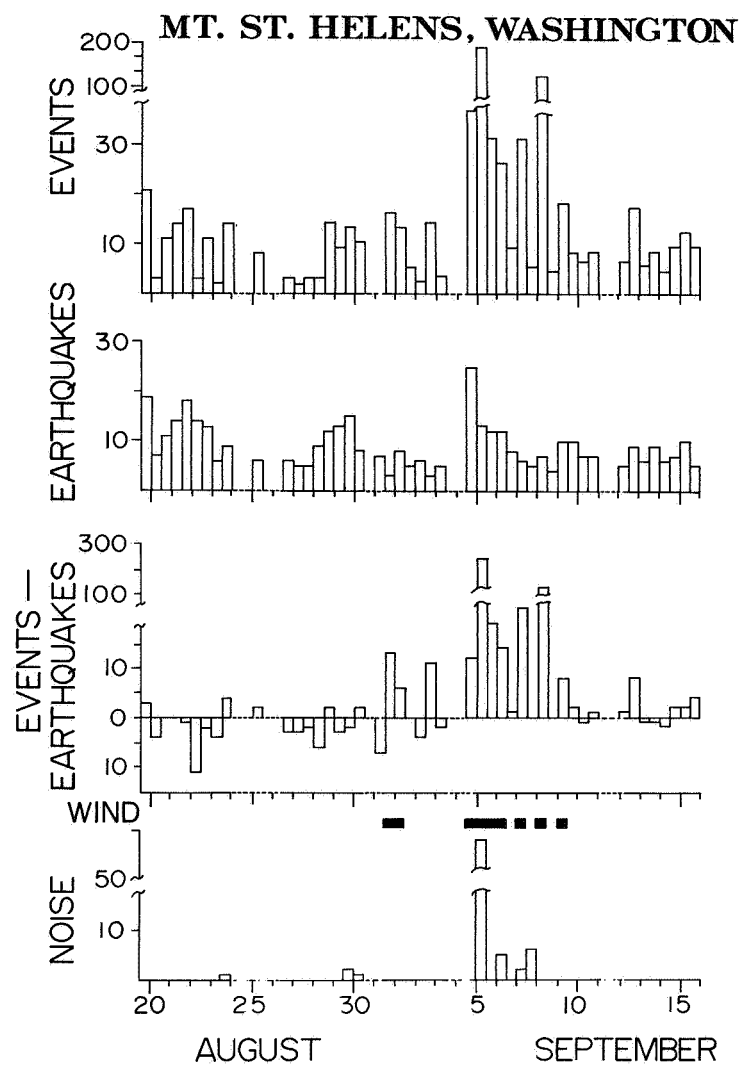 MT. ST. HELENS, WASHINGTON
EVENTS
200
100
30
10
EARTHQUAKES
30
10
EVENTS —
EARTHQUAKES
300
100
10
0
10
WIND
NOISE
50
10
20 25 30 5 10 15
AUGUST SEPTEMBER